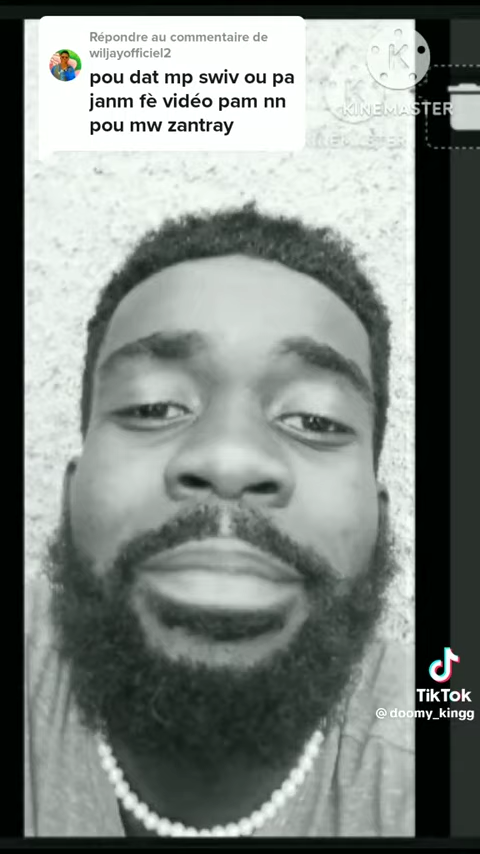 Répondre au commentaire de
wiljayofficiel2
pou dat mp swiv ou pa
janm fè vidéo pam nn
pou mw zantray
KINEMASTER
KINEMASTER
TikTok
@doomy_kingg